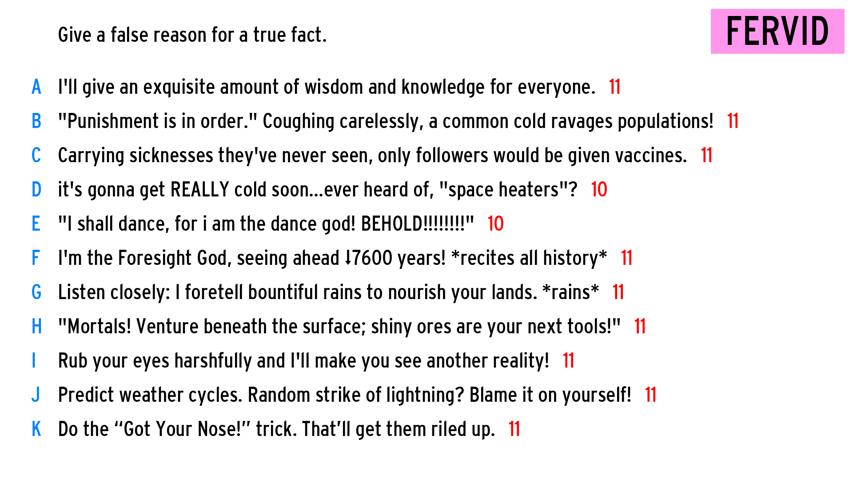 Give a false reason for a true fact.
FERVID
A I'll give an exquisite amount of wisdom and knowledge for everyone. 11
B "Punishment is in order." Coughing carelessly, a common cold ravages populations! 11
C Carrying sicknesses they've never seen, only followers would be given vaccines. 11
D it's gonna get REALLY cold soon...ever heard of, "space heaters"? 10
E "I shall dance, for i am the dance god! BEHOLD!!!!!!!!" 10
F I'm the Foresight God, seeing ahead ↓7600 years! *recites all history* 11
G Listen closely: I foretell bountiful rains to nourish your lands. *rains* 11
H "Mortals! Venture beneath the surface; shiny ores are your next tools!" 11
I Rub your eyes harshfully and I'll make you see another reality! 11
J Predict weather cycles. Random strike of lightning? Blame it on yourself! 11
K Do the “Got Your Nose!” trick. That’ll get them riled up. 11